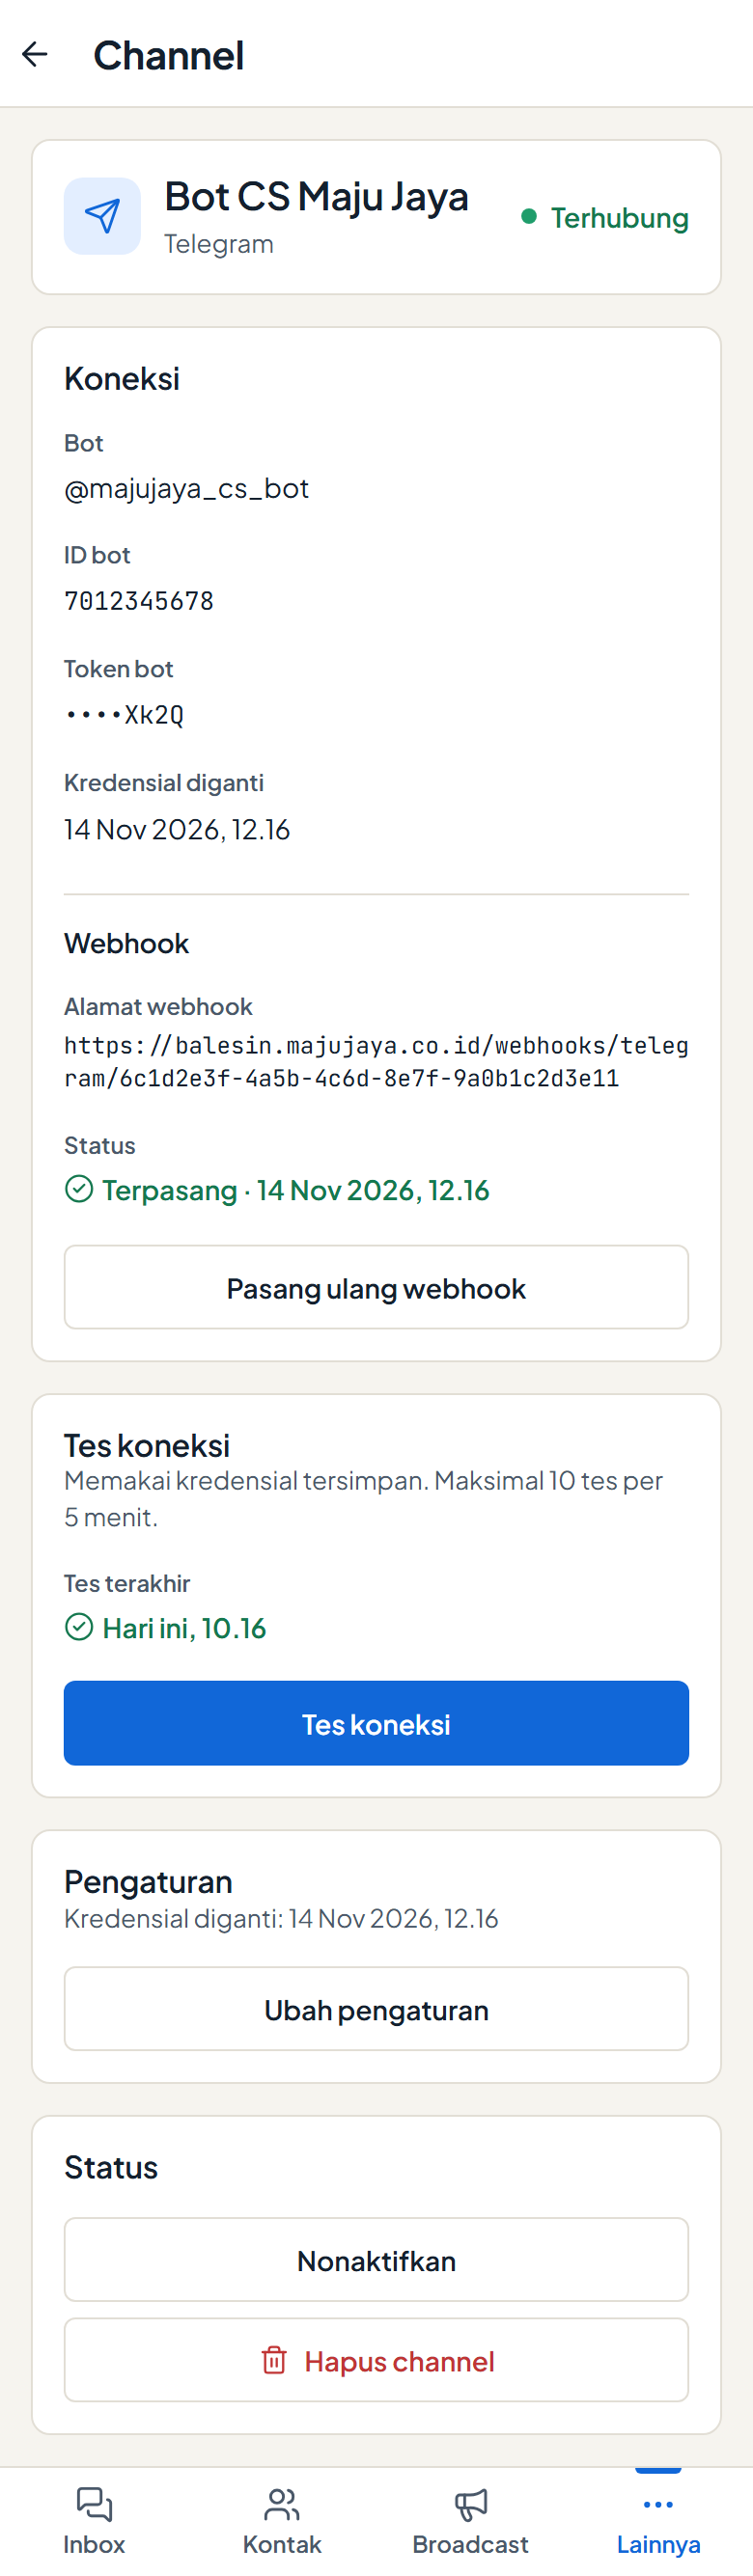 Channel
Bot CS Maju Jaya
Telegram
Terhubung
Koneksi
Bot
@majujaya_cs_bot
ID bot
7012345678
Token bot
••••Xk2Q
Kredensial diganti
14 Nov 2026, 12.16
Webhook
Alamat webhook
https://balesin.majujaya.co.id/webhooks/teleg
ram/6c1d2e3f-4a5b-4c6d-8e7f-9a0b1c2d3e11
Status
Terpasang · 14 Nov 2026, 12.16
Pasang ulang webhook
Tes koneksi
Memakai kredensial tersimpan. Maksimal 10 tes per
5 menit.
Tes terakhir
Hari ini, 10.16
Tes koneksi
Pengaturan
Kredensial diganti: 14 Nov 2026, 12.16
Ubah pengaturan
Status
Nonaktifkan
Hapus channel
Inbox
Kontak
Broadcast
Lainnya